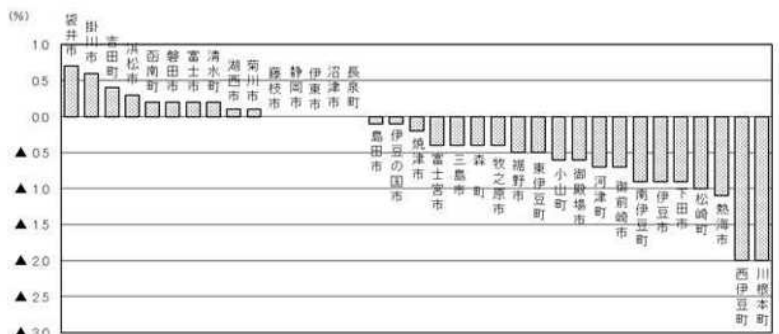 (%)
1.0
0.5
0.0
▲ 0.5
▲ 1.0
▲ 1.5
▲ 2.0
▲ 2.5
▲ 3.0
袋井市
掛川市
吉田町
浜松市
函南町
磐田市
富士市
清水町
湖西市
菊川市
藤枝市
静岡市
伊東市
沼津市
長泉町
島田市
伊豆の国市
焼津市
富士宮市
三島市
森 町
牧之原市
裾野市
東伊豆町
小山町
御殿場市
河津町
御前崎市
南伊豆町
伊豆市
下田市
松崎町
熱海市
西伊豆町
川根本町